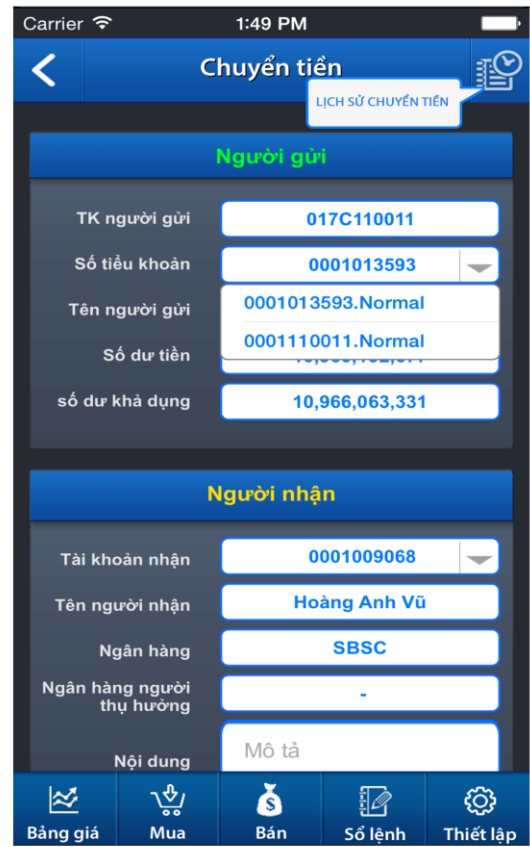 Carrier 1:49 PM
Chuyển tiền
LỊCH SỬ CHUYỂN TIỀN
Người gửi
TK người gửi 017C110011
Số tiểu khoản 0001013593
0001013593.Normal
Tên người gửi
0001110011.Normal
Số dư tiền
số dư khả dụng 10,966,063,331
Người nhận
Tài khoản nhận 0001009068
Tên người nhận Hoàng Anh Vũ
Ngân hàng SBSC
Ngân hàng người
thụ hưởng -
Nội dung Mô tả
Bảng giá Mua Bán Sổ lệnh Thiết lập